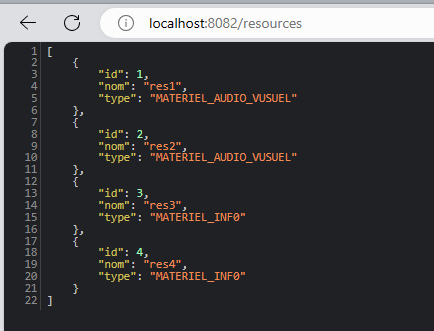 localhost:8082/resources
1 [
2 {
3 "id": 1,
4 "nom": "res1",
5 "type": "MATERIEL_AUDIO_VUSUEL"
6 },
7 {
8 "id": 2,
9 "nom": "res2",
10 "type": "MATERIEL_AUDIO_VUSUEL"
11 },
12 {
13 "id": 3,
14 "nom": "res3",
15 "type": "MATERIEL_INF0"
16 },
17 {
18 "id": 4,
19 "nom": "res4",
20 "type": "MATERIEL_INF0"
21 }
22 ]